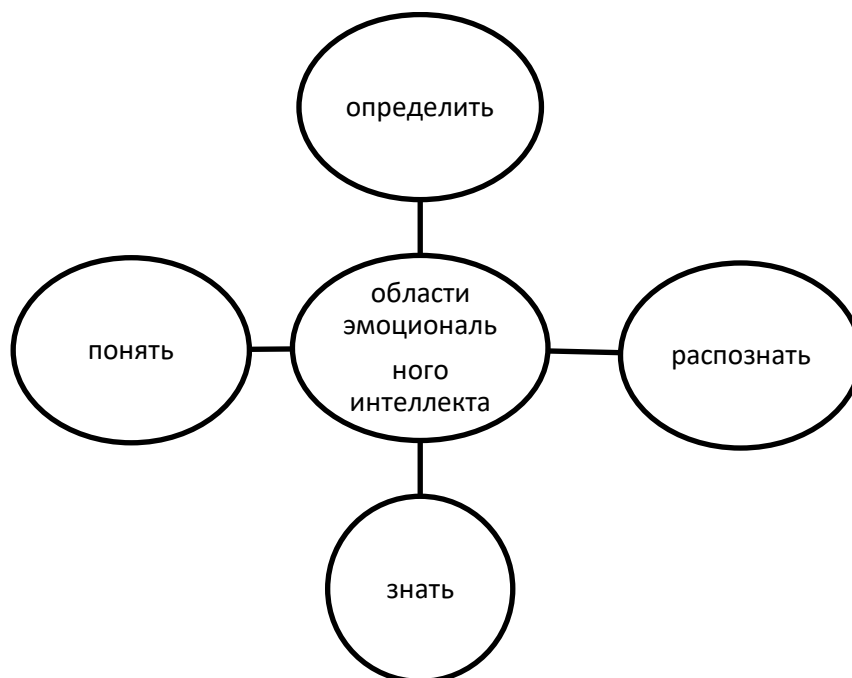 определить
области
эмоциональ
ного
интеллекта
понять
распознать
знать